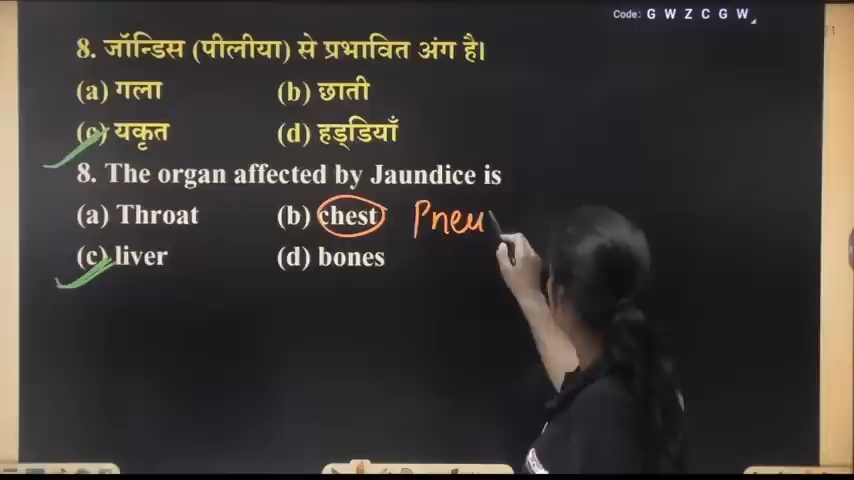 Code: G W Z C G W
8. जॉन्डिस (पीलीया) से प्रभावित अंग है।
(a) गला (b) छाती
(c) यकृत (d) हड्डियाँ
8. The organ affected by Jaundice is
(a) Throat (b) chest Pneu
(c) liver (d) bones